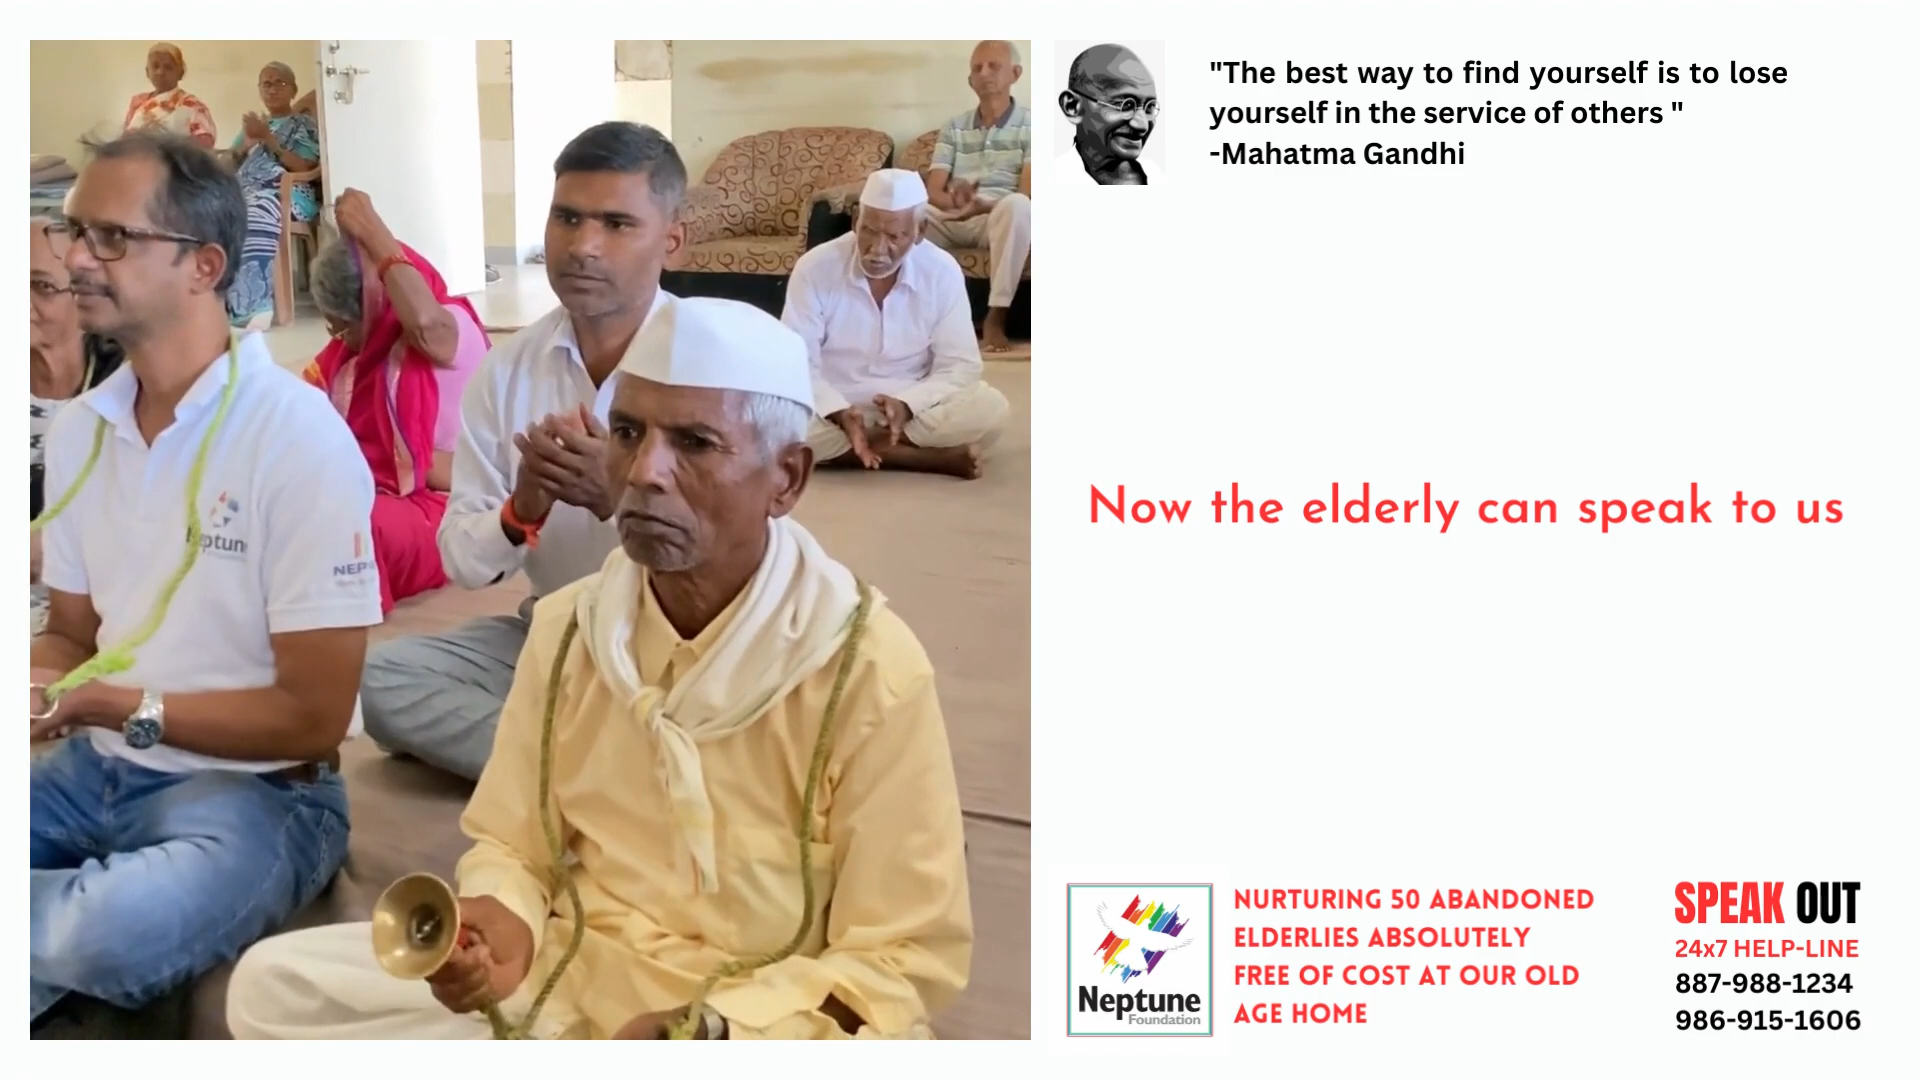 "The best way to find yourself is to lose
yourself in the service of others "
-Mahatma Gandhi
Now the elderly can speak to us
Neptune
Foundation
NURTURING 50 ABANDONED
ELDERLIES ABSOLUTELY
FREE OF COST AT OUR OLD
AGE HOME
SPEAK OUT
24x7 HELP-LINE
887-988-1234
986-915-1606